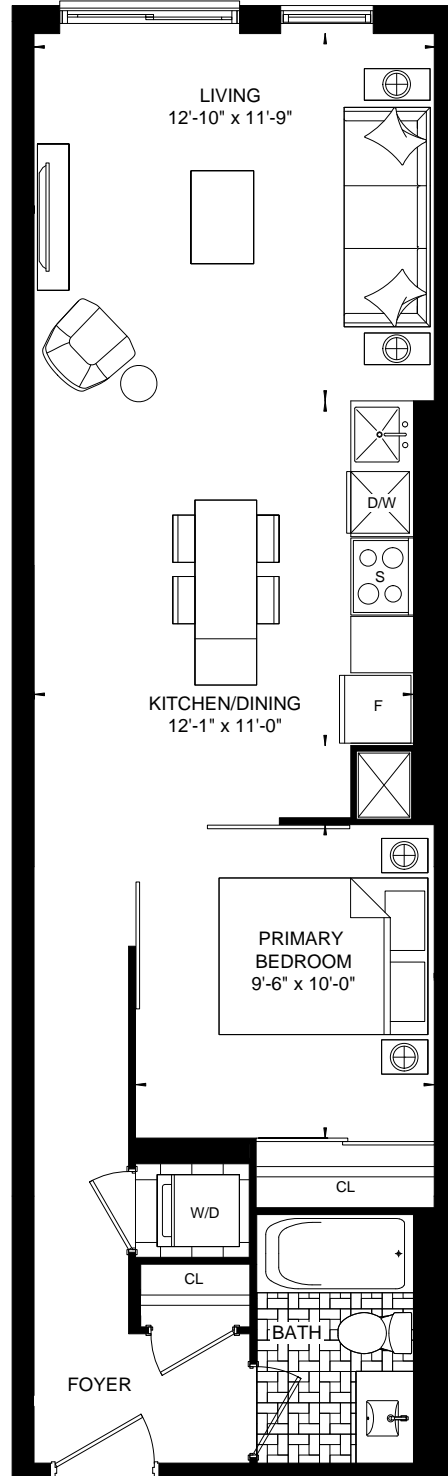 LIVING
12'-10" x 11'-9"
D/W
S
KITCHEN/DINING
12'-1" x 11'-0"
F
PRIMARY
BEDROOM
9'-6" x 10'-0"
CL
W/D
CL
BATH
FOYER